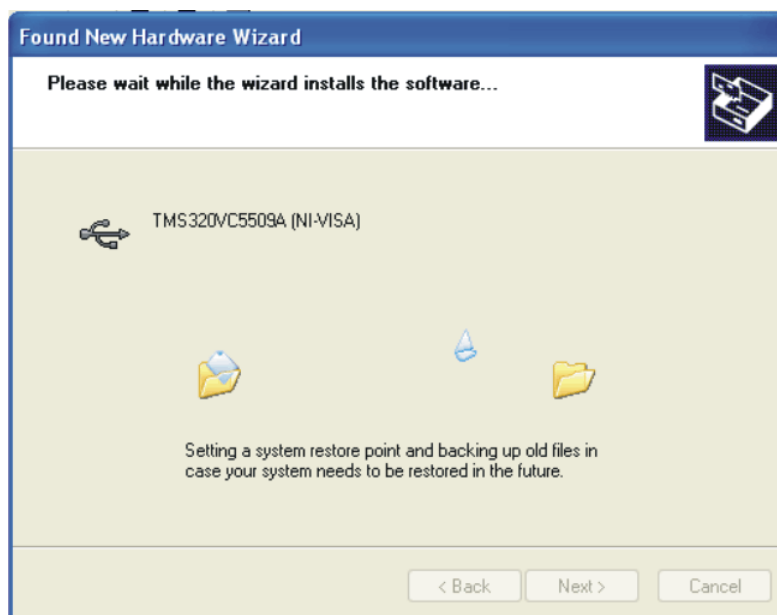 Found New Hardware Wizard
Please wait while the wizard installs the software...
TMS320VC5509A (NI-VISA)
Setting a system restore point and backing up old files in
case your system needs to be restored in the future.
< Back
Next >
Cancel